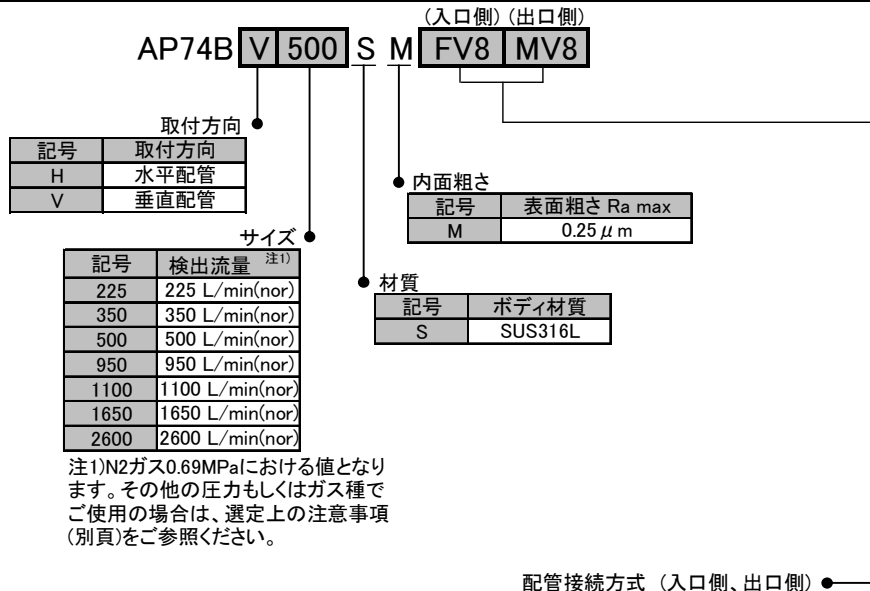 (入口側) (出口側)
AP74B V 500 S M FV8 MV8
取付方向
記号 取付方向
H 水平配管
V 垂直配管
内面粗さ
記号 表面粗さ Ra max
M 0.25μm
サイズ
記号 検出流量 注1)
225 225 L/min(nor)
350 350 L/min(nor)
500 500 L/min(nor)
950 950 L/min(nor)
1100 1100 L/min(nor)
1650 1650 L/min(nor)
2600 2600 L/min(nor)
材質
記号 ボディ材質
S SUS316L
注1)N2ガス0.69MPaにおける値となり
ます。その他の圧力もしくはガス種で
ご使用の場合は、選定上の注意事項
(別頁)をご参照ください。
配管接続方式 (入口側、出口側)